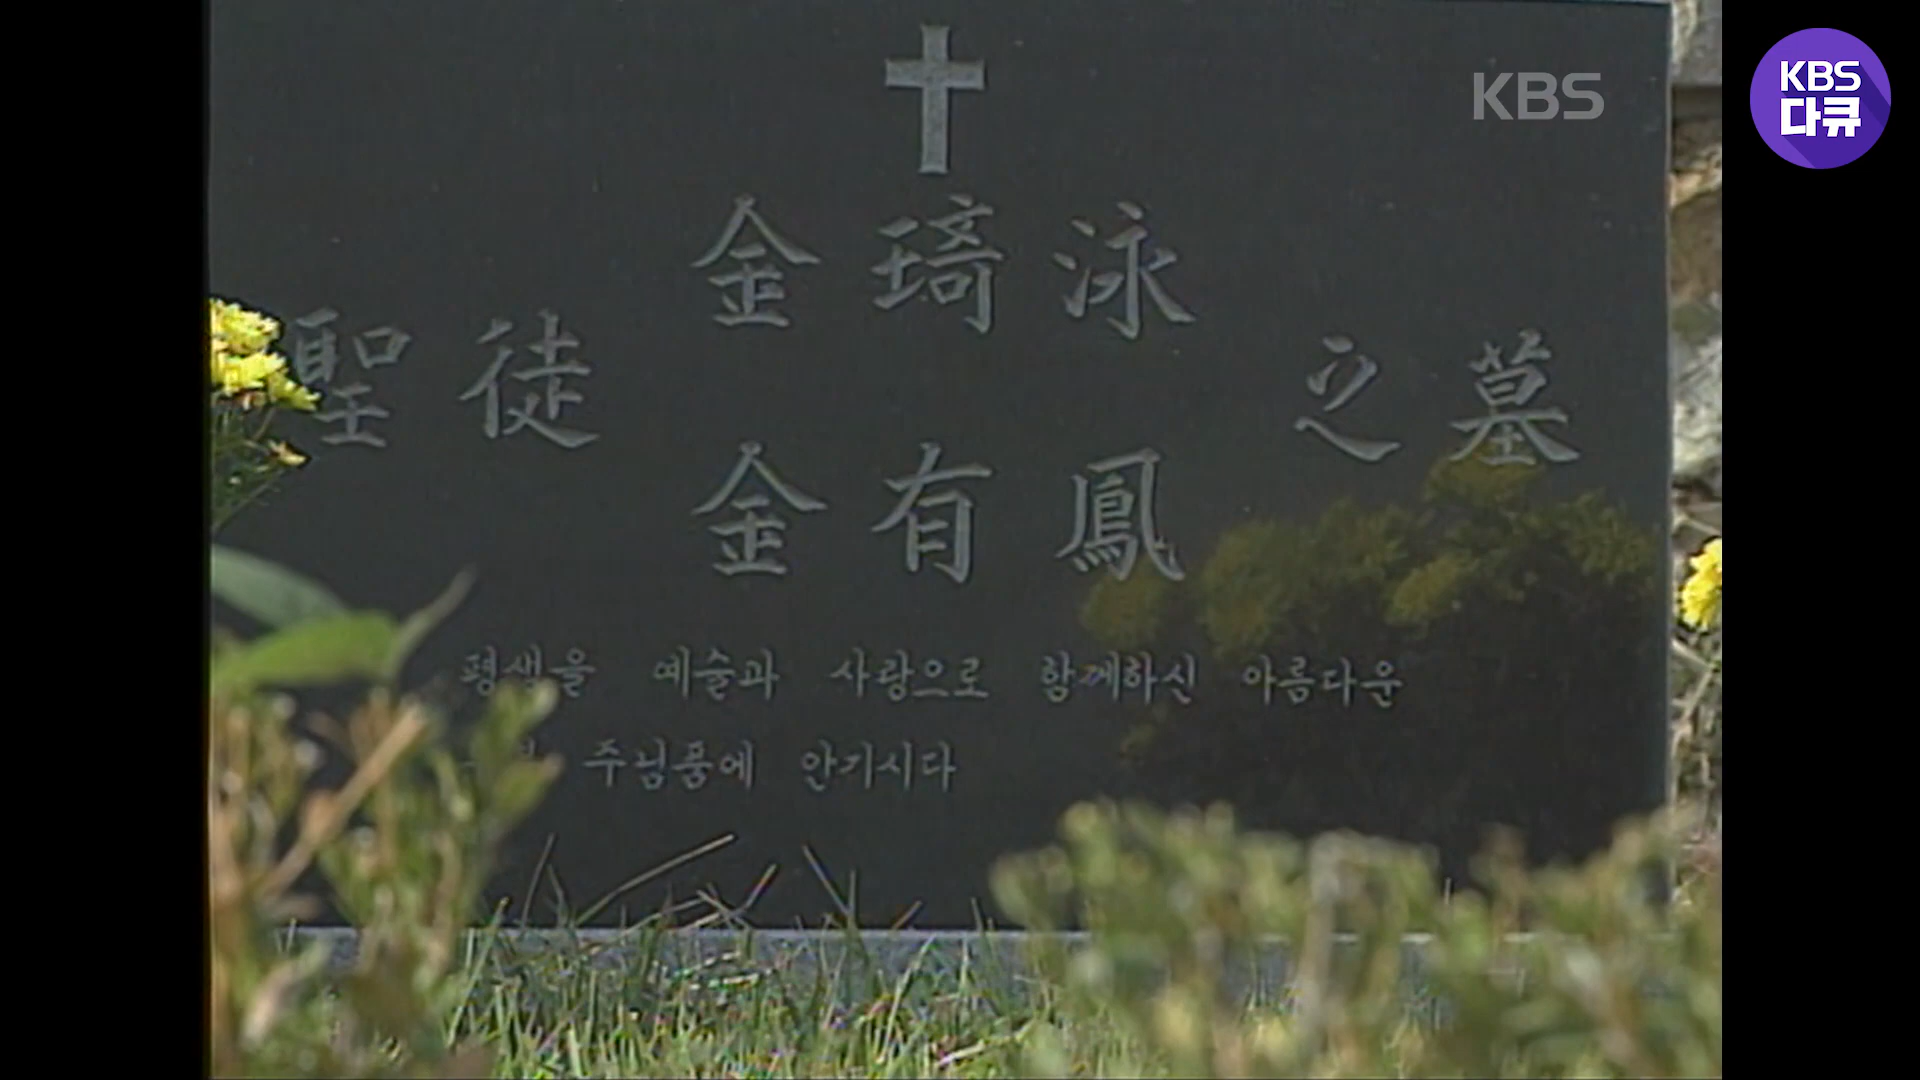 金琦泳
聖徒 之墓
金有鳳
평생을 예술과 사랑으로 함께하신 아름다운
주님품에 안기시다
KBS
KBS
다큐